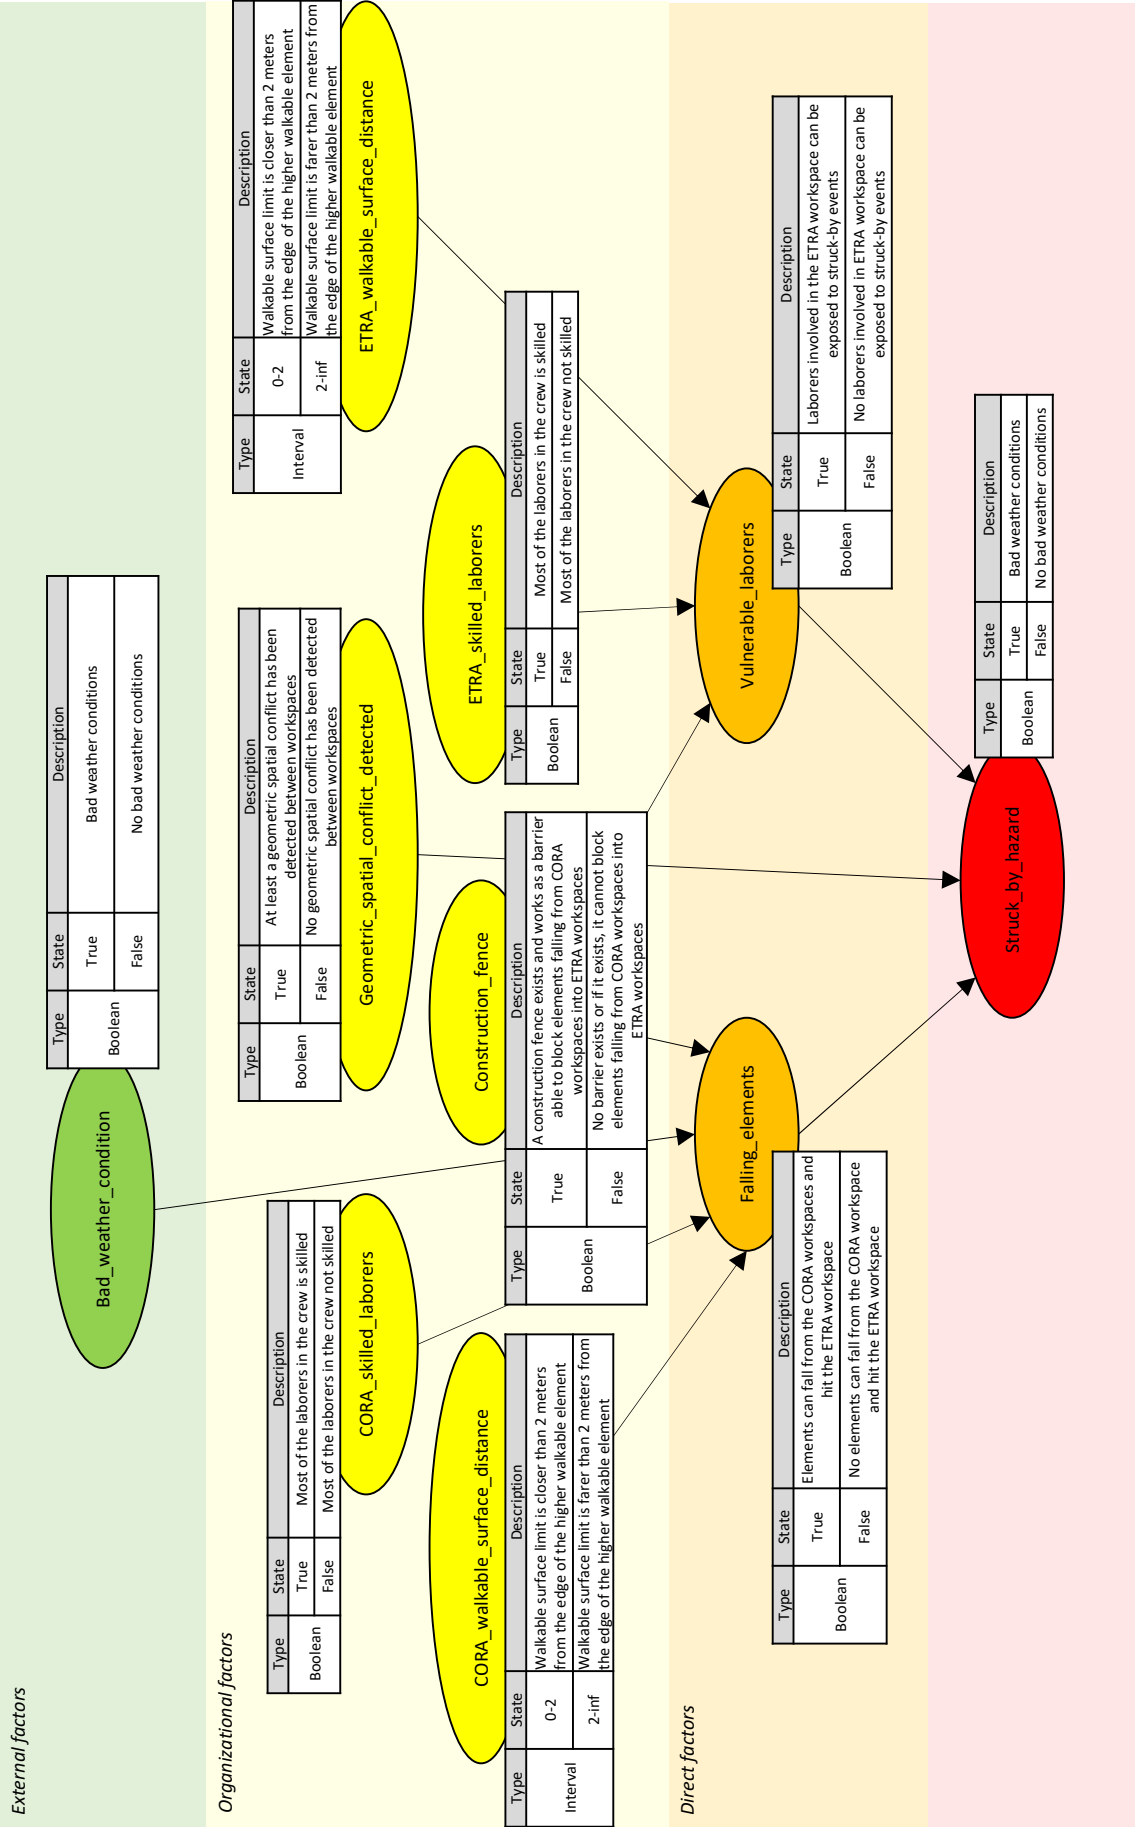 External factors
Bad_weather_condition
Type State Description
Boolean True Bad weather conditions
False No bad weather conditions
Organizational factors
Type State Description
Boolean True Most of the laborers in the crew is skilled
False Most of the laborers in the crew not skilled
CORA_skilled_laborers
Type State Description
Boolean True At least a geometric spatial conflict has been
detected between workspaces
False No geometric spatial conflict has been detected
between workspaces
Geometric_spatial_conflict_detected
Type State Description
Interval 0-2 Walkable surface limit is closer than 2 meters
from the edge of the higher walkable element
2-inf Walkable surface limit is farer than 2 meters from
the edge of the higher walkable element
ETRA_walkable_surface_distance
CORA_walkable_surface_distance
Type State Description
Interval 0-2 Walkable surface limit is closer than 2 meters
from the edge of the higher walkable element
2-inf Walkable surface limit is farer than 2 meters from
the edge of the higher walkable element
Construction_fence
Type State Description
Boolean True A construction fence exists and works as a barrier
able to block elements falling from CORA
workspaces into ETRA workspaces
False No barrier exists or if it exists, it cannot block
elements falling from CORA workspaces into
ETRA workspaces
ETRA_skilled_laborers
Type State Description
Boolean True Most of the laborers in the crew is skilled
False Most of the laborers in the crew not skilled
Direct factors
Falling_elements
Type State Description
Boolean True Elements can fall from the CORA workspaces and
hit the ETRA workspace
False No elements can fall from the CORA workspace
and hit the ETRA workspace
Vulnerable_laborers
Type State Description
Boolean True Laborers involved in the ETRA workspace can be
exposed to struck-by events
False No laborers involved in ETRA workspace can be
exposed to struck-by events
Struck_by_hazard
Type State Description
Boolean True Bad weather conditions
False No bad weather conditions